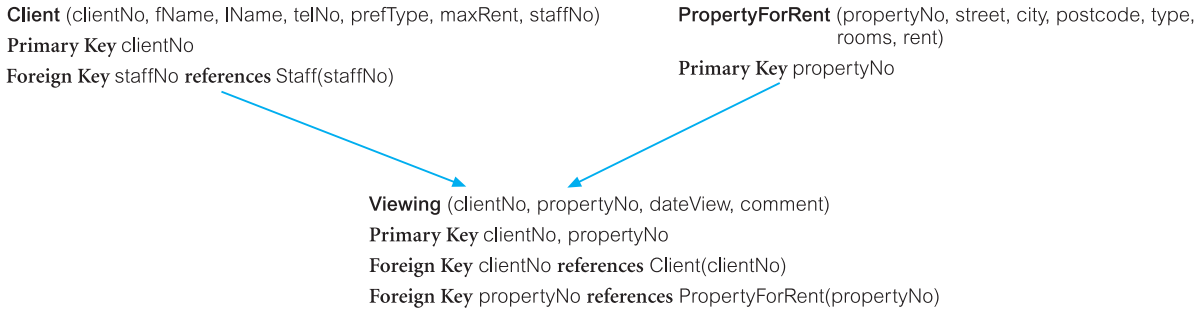 Client (clientNo, fName, lName, telNo, prefType, maxRent, staffNo)
Primary Key clientNo
Foreign Key staffNo references Staff(staffNo)
PropertyForRent (propertyNo, street, city, postcode, type,
rooms, rent)
Primary Key propertyNo
Viewing (clientNo, propertyNo, dateView, comment)
Primary Key clientNo, propertyNo
Foreign Key clientNo references Client(clientNo)
Foreign Key propertyNo references PropertyForRent(propertyNo)